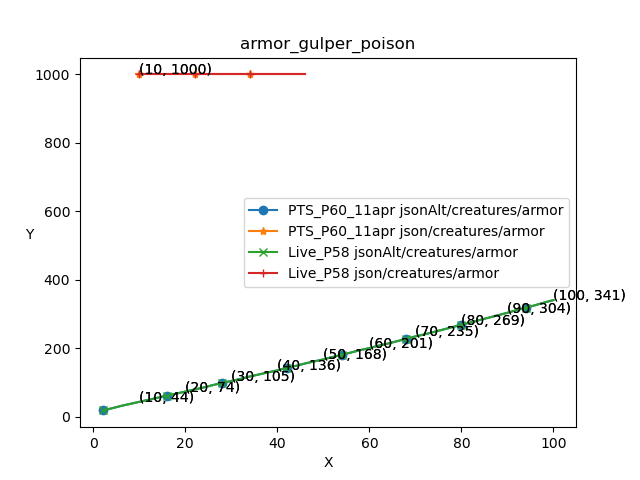 armor_gulper_poison
1000
800
600
400
200
0
Y
(10, 1000)
PTS_P60_11apr jsonAlt/creatures/armor
PTS_P60_11apr json/creatures/armor
Live_P58 jsonAlt/creatures/armor
Live_P58 json/creatures/armor
(100, 341)
(90, 304)
(80, 269)
(70, 235)
(60, 201)
(50, 168)
(40, 136)
(30, 105)
(20, 74)
(10, 44)
0 20 40 60 80 100
X